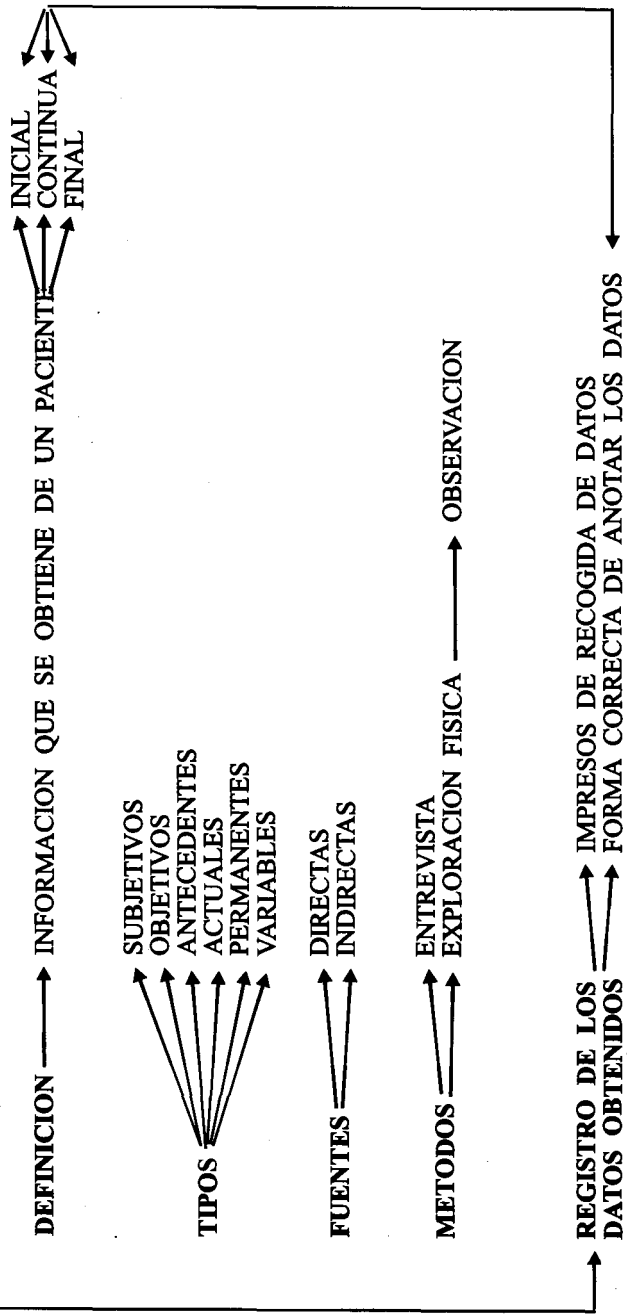 DEFINICION
INFORMACION QUE SE OBTIENE DE UN PACIENTE
INICIAL
CONTINUA
FINAL
TIPOS
SUBJETIVOS
OBJETIVOS
ANTECEDENTES
ACTUALES
PERMANENTES
VARIABLES
FUENTES
DIRECTAS
INDIRECTAS
METODOS
ENTREVISTA
EXPLORACION FISICA
OBSERVACION
REGISTRO DE LOS
DATOS OBTENIDOS
IMPRESOS DE RECOGIDA DE DATOS
FORMA CORRECTA DE ANOTAR LOS DATOS